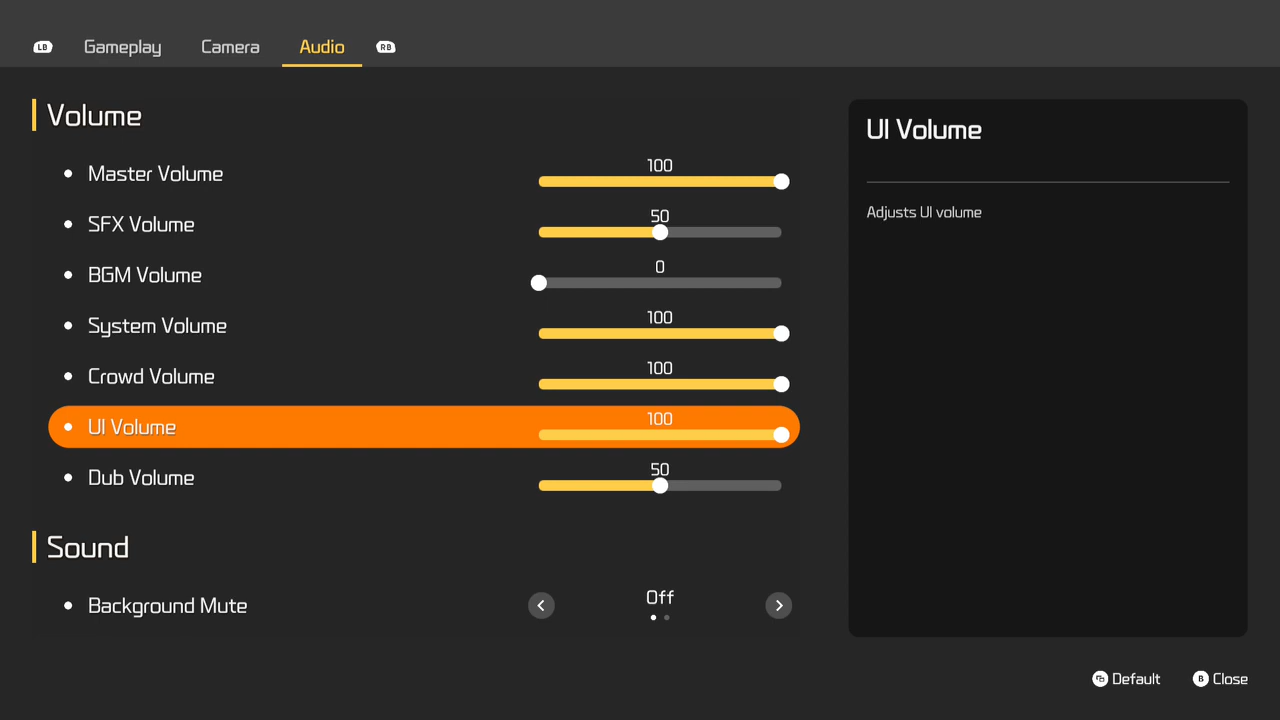 LB Gameplay Camera Audio RB
Volume
Master Volume 100
SFX Volume 50
BGM Volume 0
System Volume 100
Crowd Volume 100
UI Volume 100
Dub Volume 50
Sound
Background Mute Off
UI Volume
Adjusts UI volume
Default B Close